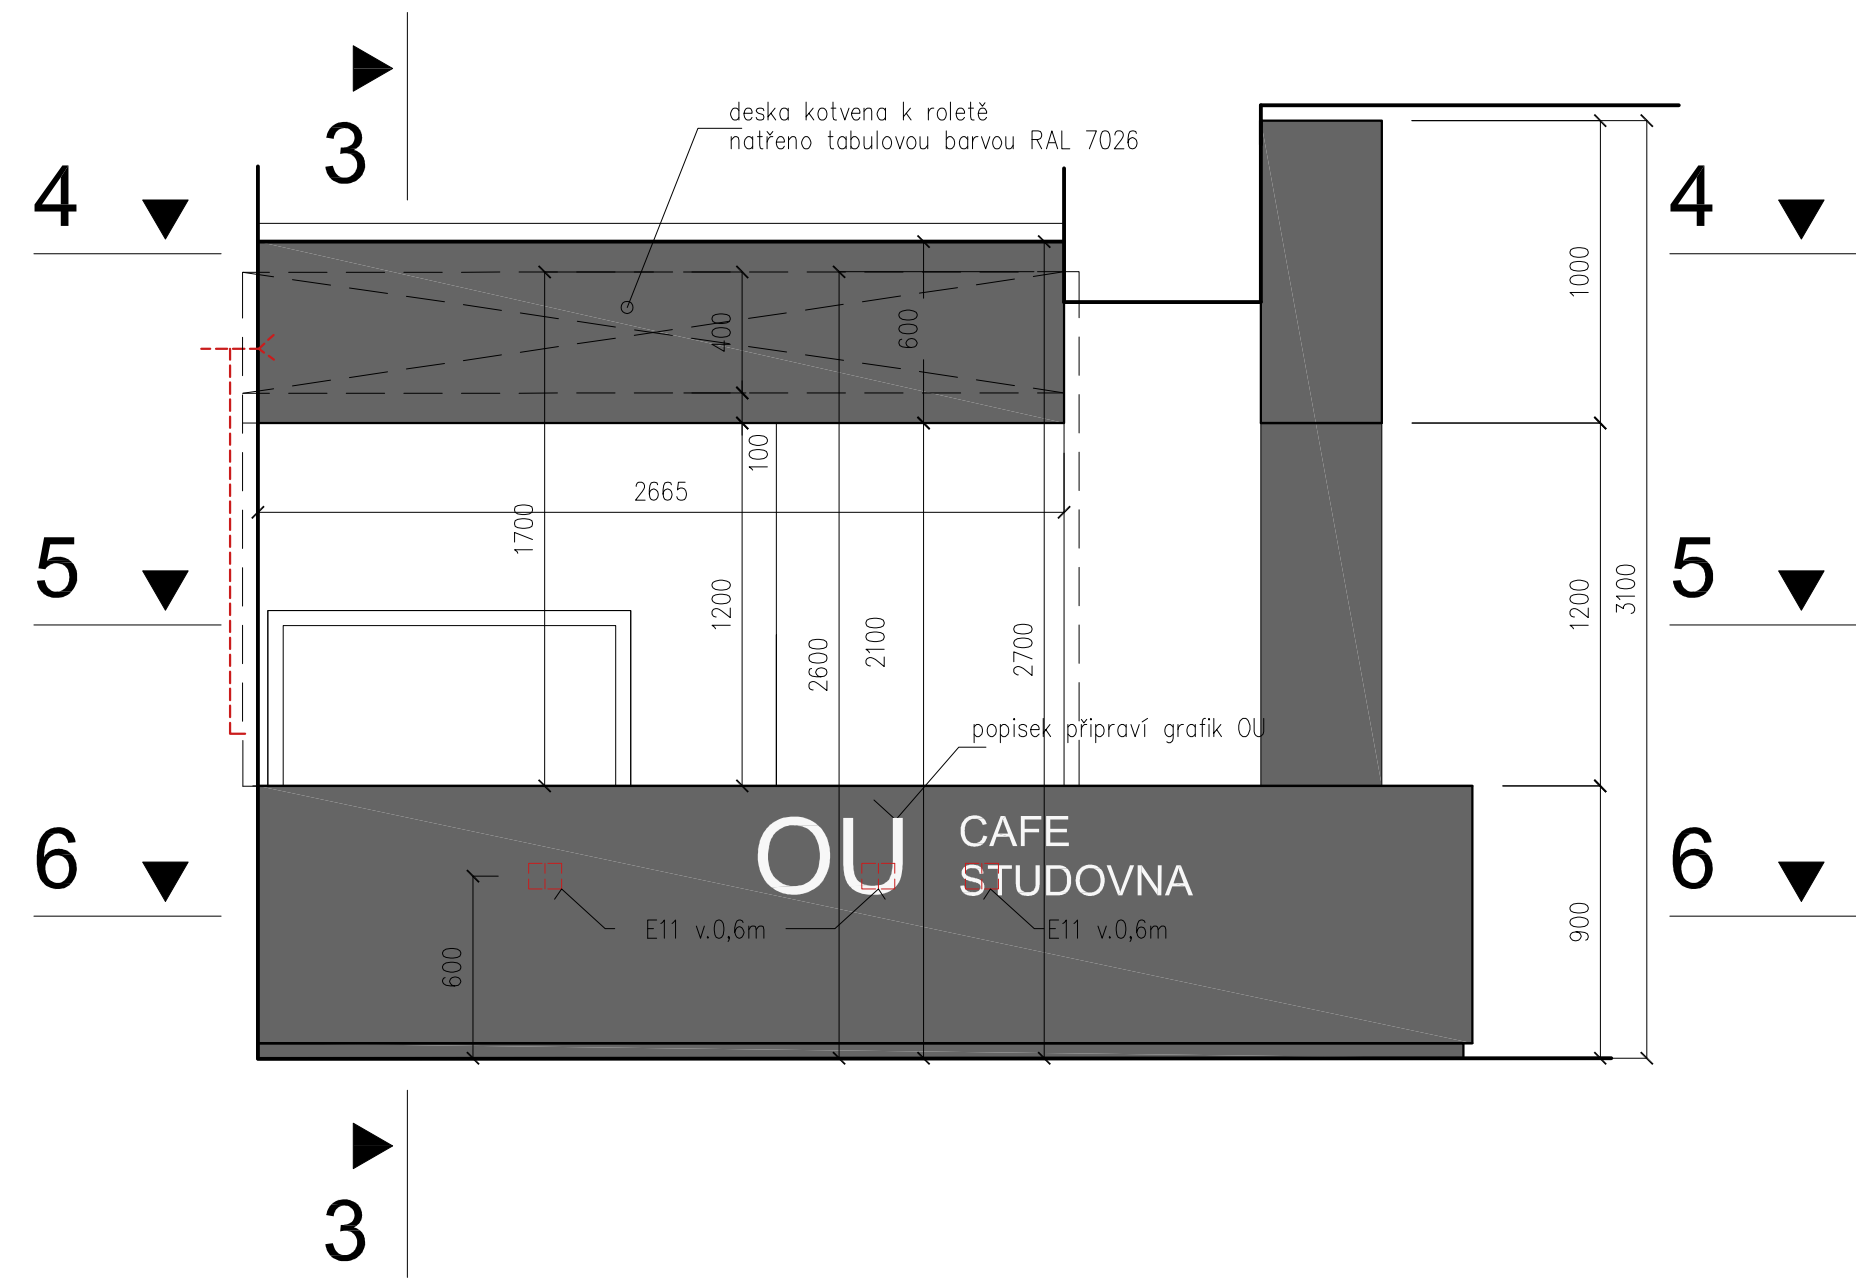 3
deska kotvena k roletě
natřeno tabulovou barvou RAL 7026
4
4
1000
400
600
100
2665
1700
5
5
1200
1200
3100
2600
2100
2700
popisek připraví grafik OU
OU
CAFE
STUDOVNA
6
6
E11 v.0,6m
E11 v.0,6m
900
600
3